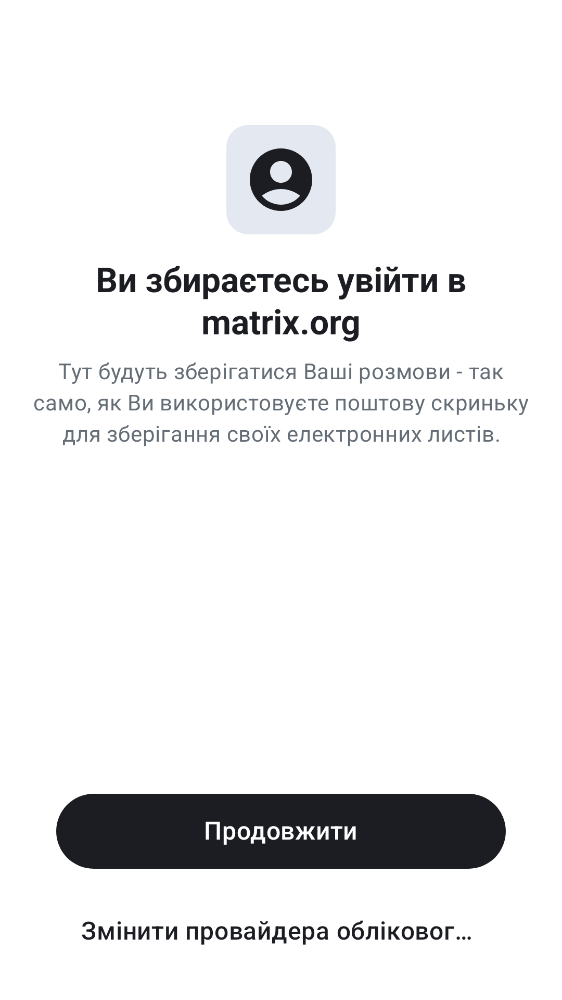 Ви збираєтесь увійти в
matrix.org
Тут будуть зберігатися Ваші розмови - так
само, як Ви використовуєте поштову скриньку
для зберігання своїх електронних листів.
Продовжити
Змінити провайдера обліковог...